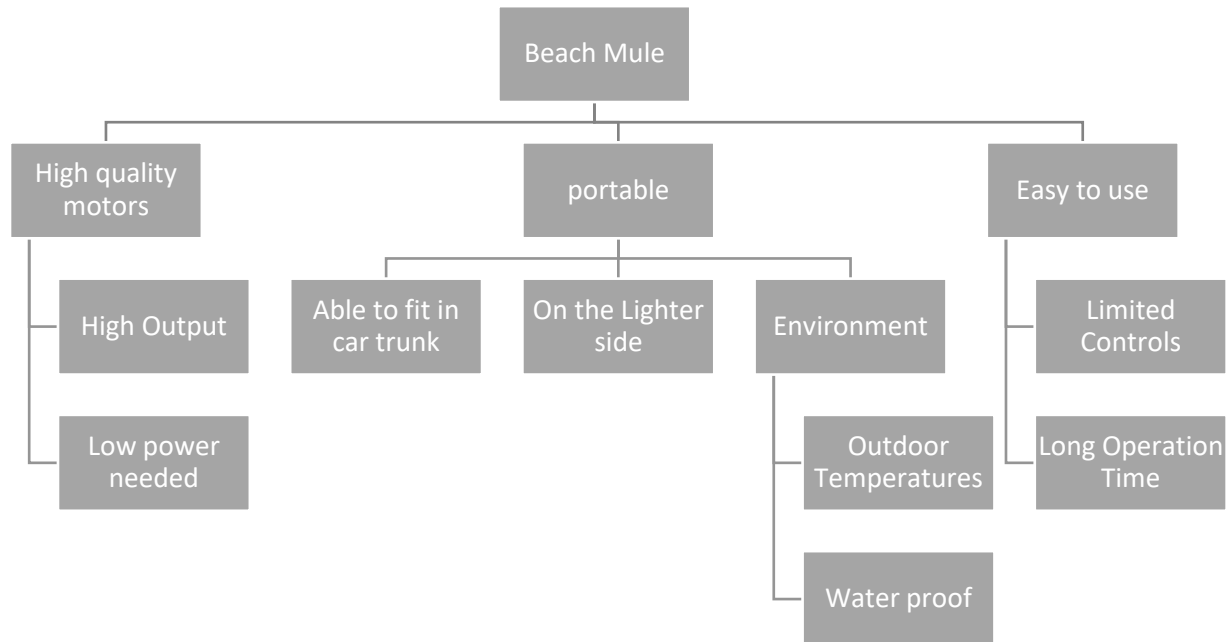 Beach Mule
High quality
motors
portable
Easy to use
High Output
Able to fit in
car trunk
On the Lighter
side
Environment
Limited
Controls
Low power
needed
Outdoor
Temperatures
Long Operation
Time
Water proof